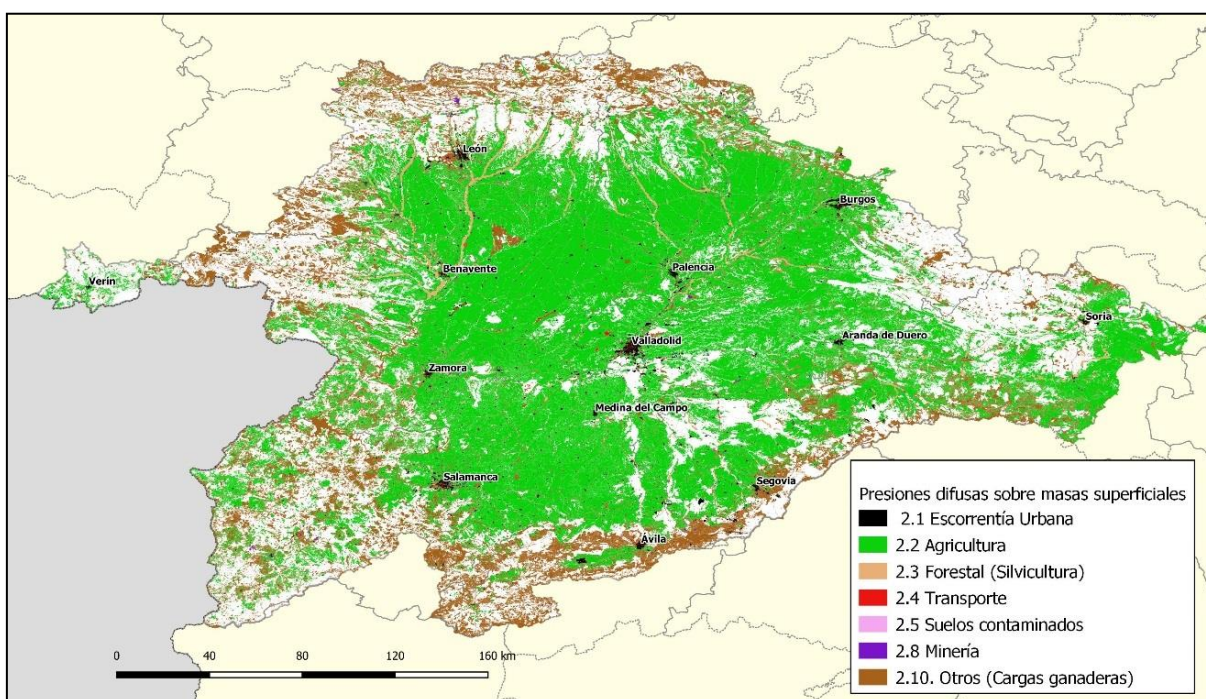 León
Burgos
Verín
Benavente
Palencia
Soria
Valladolid
Aranda de Duero
Zamora
Medina del Campo
Salamanca
Segovia
Ávila
0 40 80 120 160 km
Presiones difusas sobre masas superficiales
2.1 Escorrentía Urbana
2.2 Agricultura
2.3 Forestal (Silvicultura)
2.4 Transporte
2.5 Suelos contaminados
2.8 Minería
2.10. Otros (Cargas ganaderas)